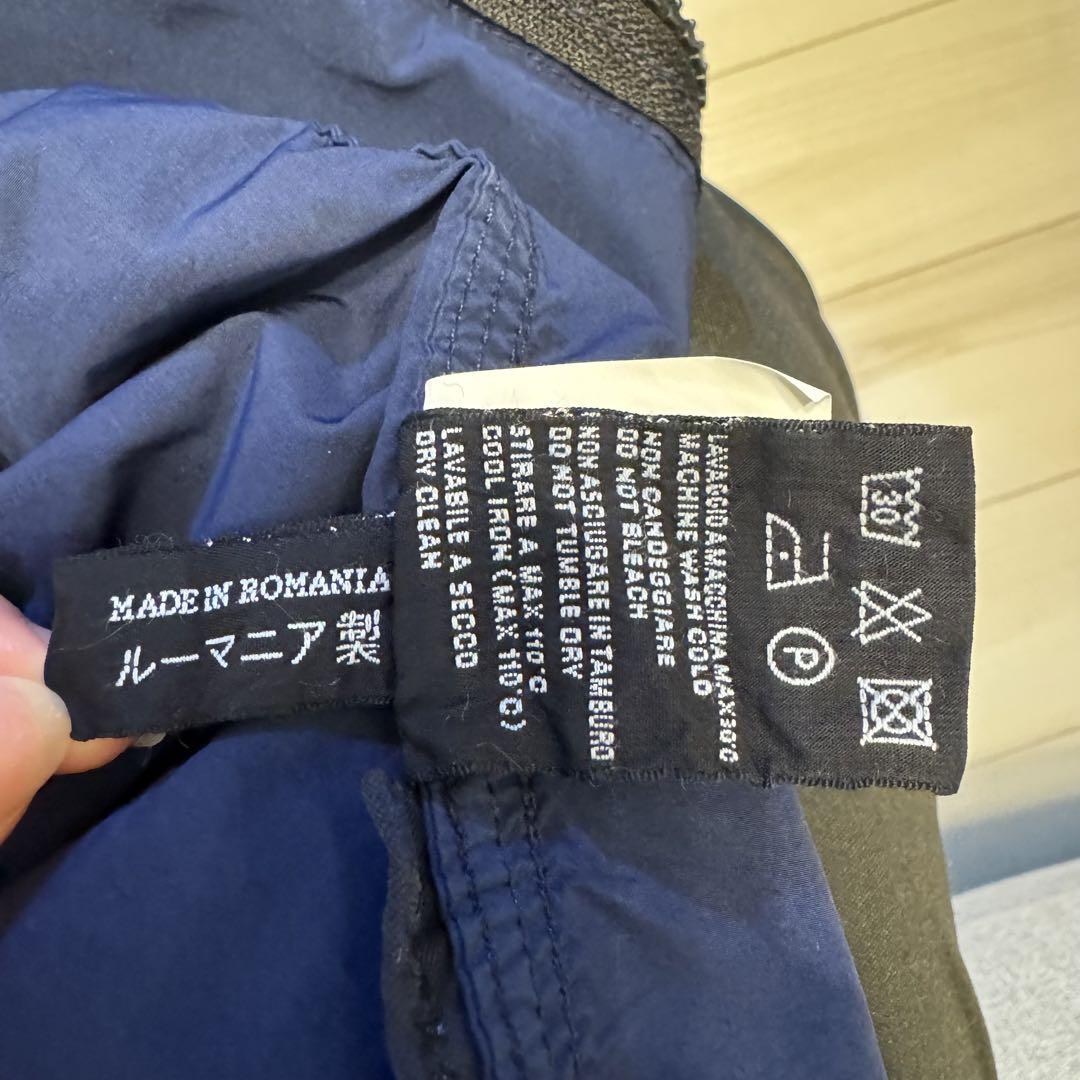 MADE IN ROMANIA
ルーマニア製
30
P
LAVAGGIO A MACCHINA MAX 30°C
MACHINE WASH COLD
NON CANDEGGIARE
DO NOT BLEACH
NON ASCIUGARE IN TAMBURO
DO NOT TUMBLE DRY
STIRARE A MAX 110°C
COOL IRON (MAX 110°C)
LAVABILE A SECCO
DRY CLEAN